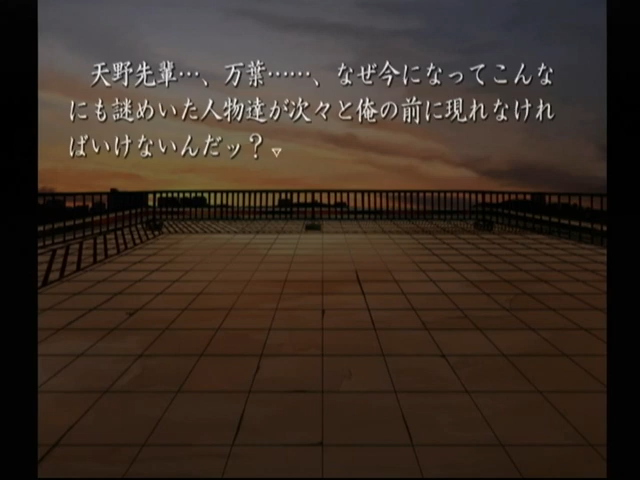 天野先輩…、万葉……、なぜ今になってこんな
にも謎めいた人物達が次々と俺の前に現れなけれ
ばいけないんだッ？